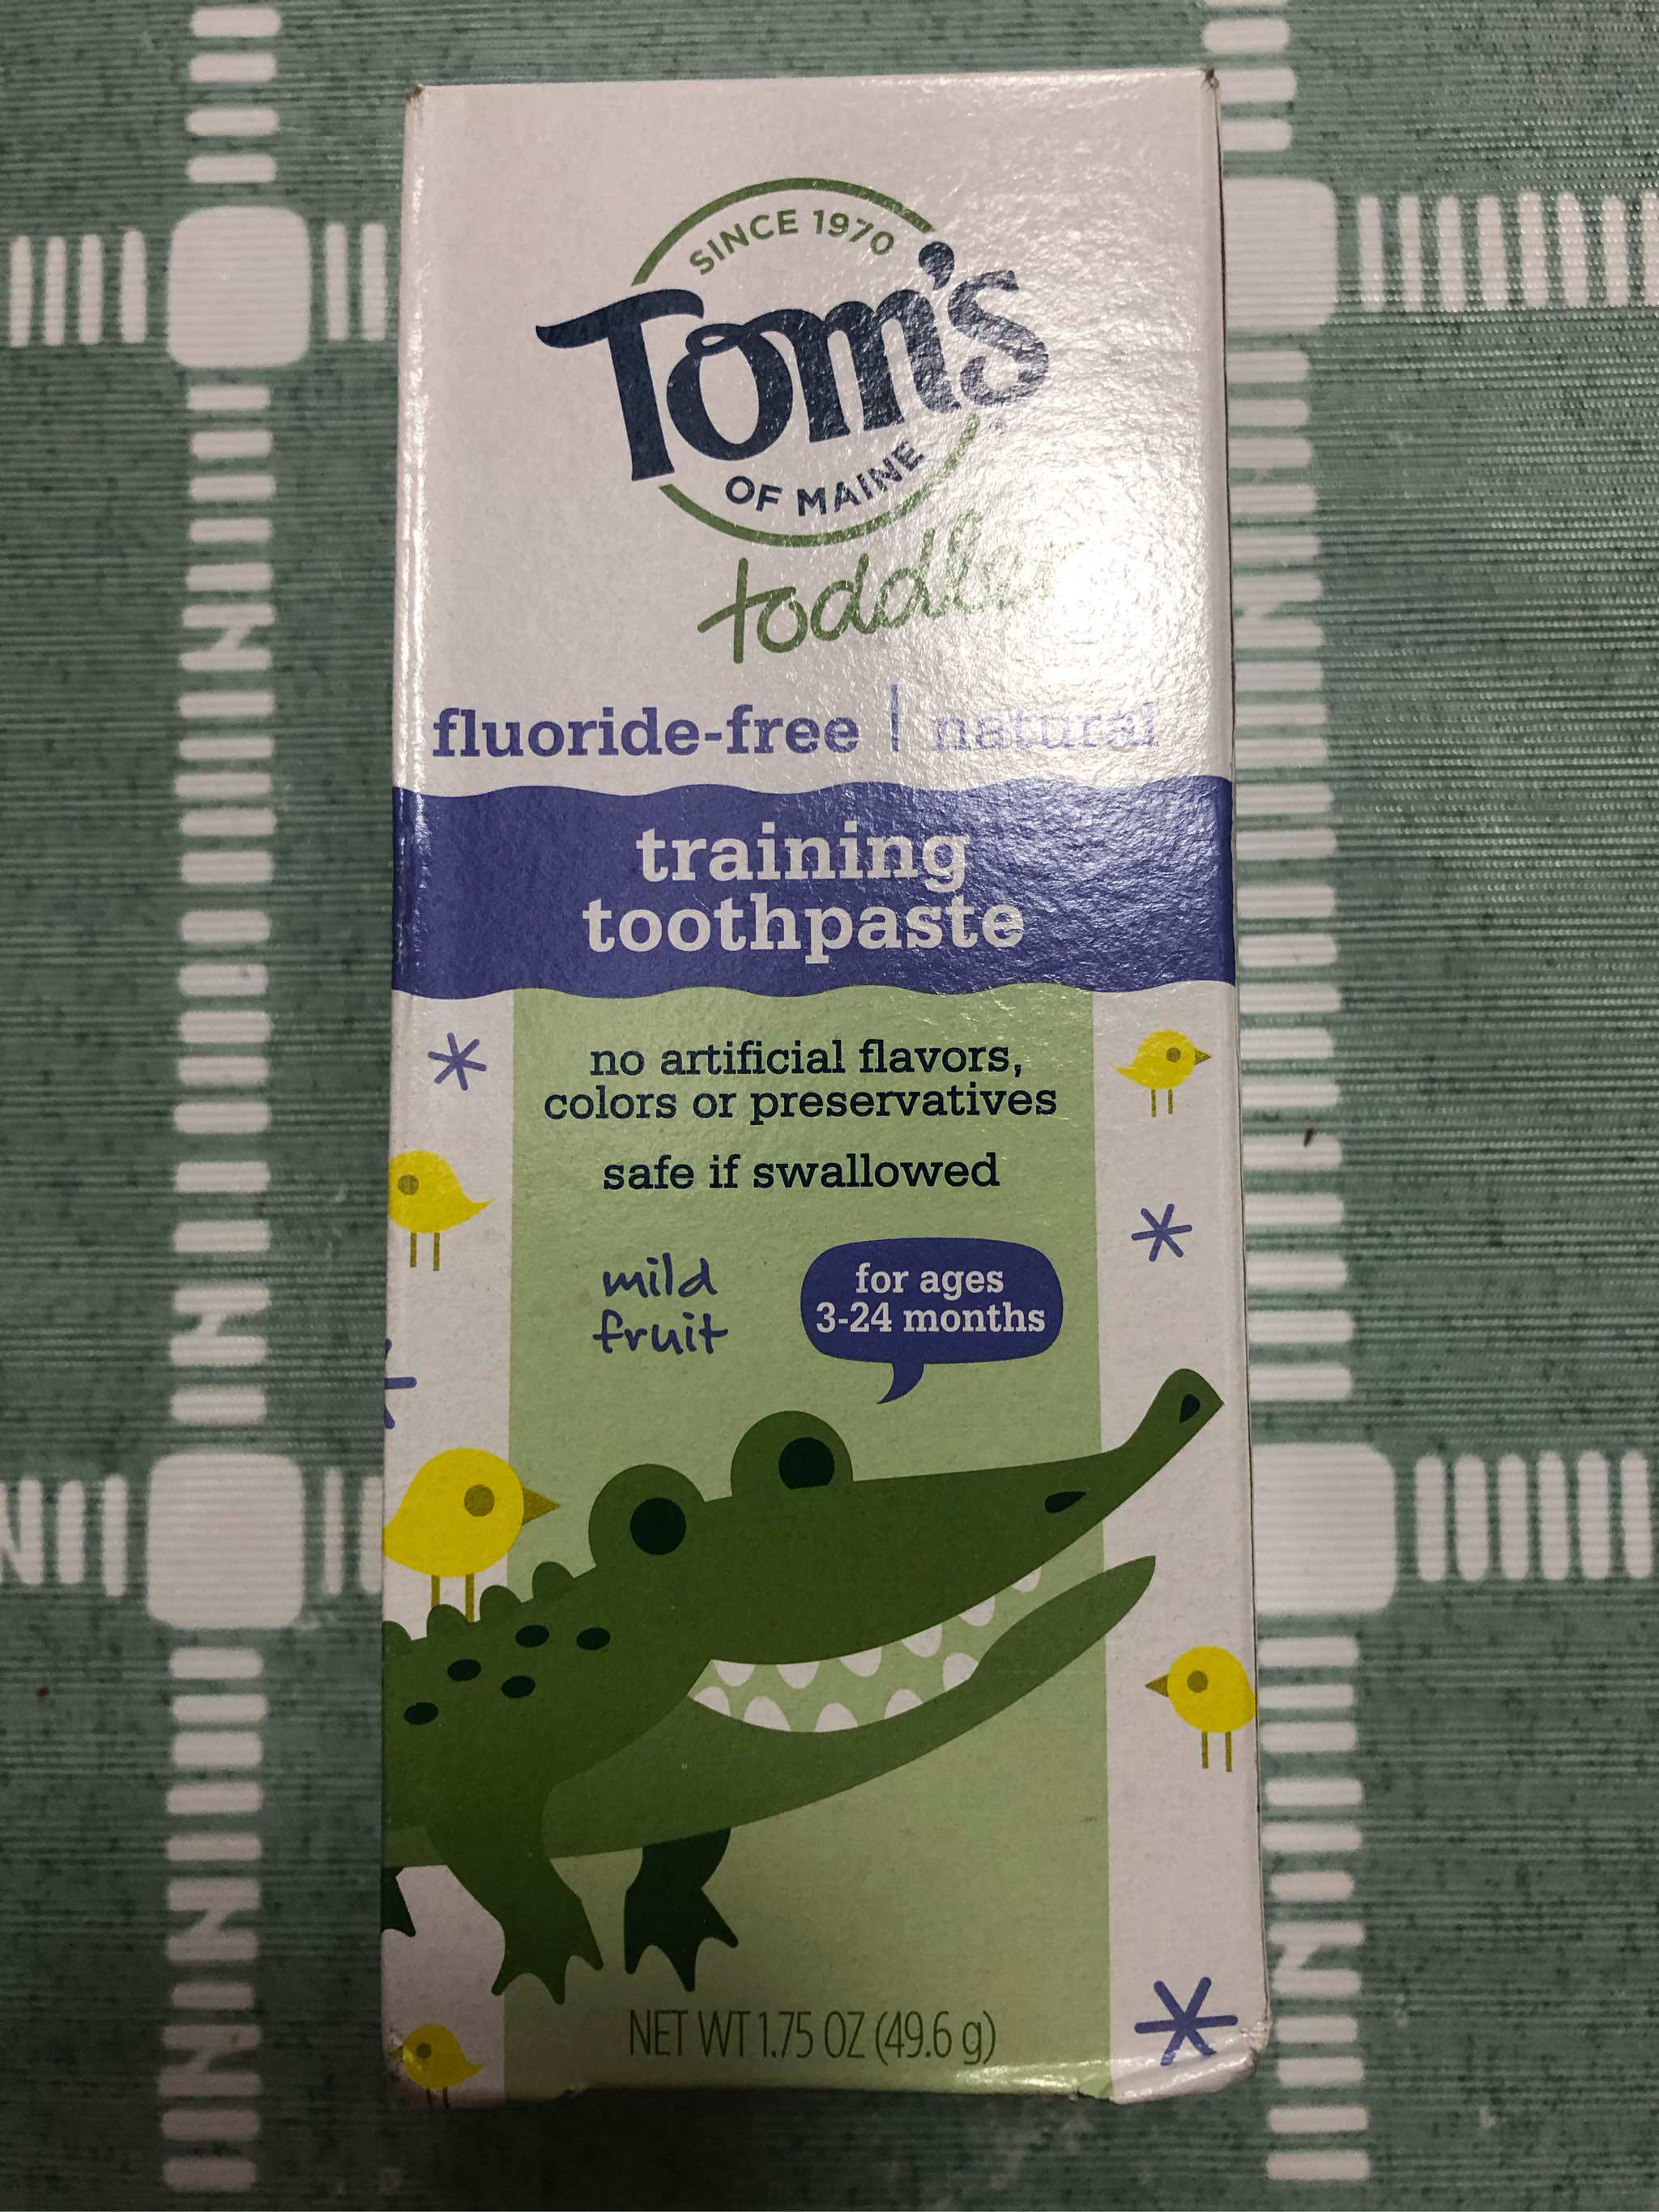 SINCE 1970
Tom's
OF MAINE
toddler
fluoride-free | natural
training
toothpaste
no artificial flavors,
colors or preservatives
safe if swallowed
mild
fruit
for ages
3-24 months
NET WT 1.75 OZ (49.6 g)